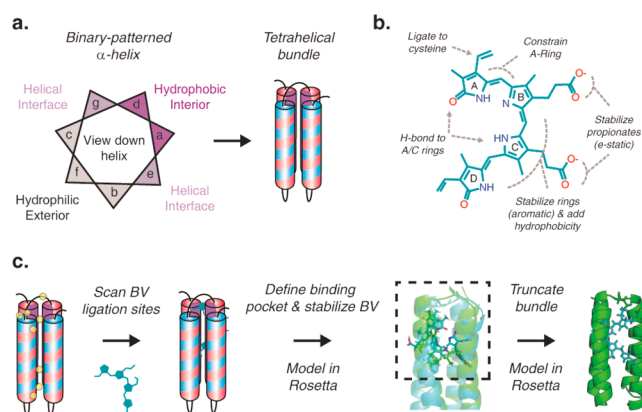 a.
Binary-patterned
α-helix
Tetrahelical
bundle
Helical
Interface
Hydrophobic
Interior
g
d
c
a
View down
helix
f
e
b
Hydrophilic
Exterior
Helical
Interface
b.
Ligate to
cysteine
Constrain
A-Ring
A
B
O
NH
N
O
O-
H-bond to
A/C rings
HN
C
Stabilize
propionates
(e-static)
O-
O
D
NH
O
Stabilize rings
(aromatic) & add
hydrophobicity
c.
Scan BV
ligation sites
Define binding
pocket & stabilize BV
Model in
Rosetta
Truncate
bundle
Model in
Rosetta